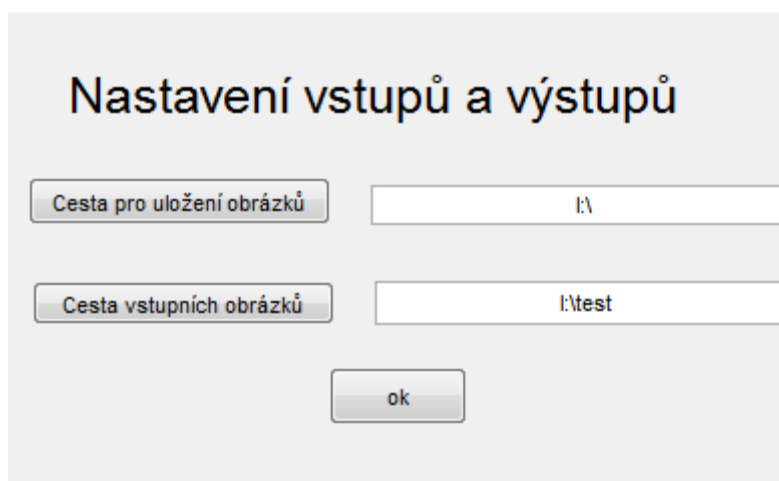 Nastavení vstupů a výstupů
Cesta pro uložení obrázků I:\
Cesta vstupních obrázků I:\test
ok